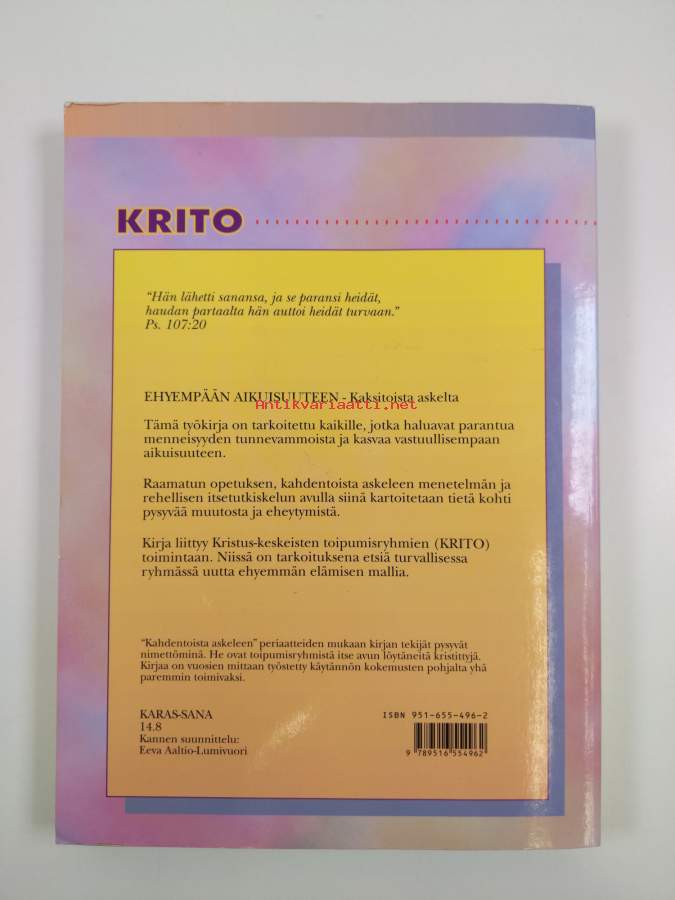 KRITO
“Hän lähetti sanansa, ja se paransi heidät,
haudan partaalta hän auttoi heidät turvaan.”
Ps. 107:20
EHYEMPÄÄN AIKUISUUTEEN - Kaksitoista askelta
Antikvariaatti.net
Tämä työkirja on tarkoitettu kaikille, jotka haluavat parantua
menneisyyden tunnevammoista ja kasvaa vastuullisempaan
aikuisuuteen.
Raamatun opetuksen, kahdentoista askeleen menetelmän ja
rehellisen itsetutkiskelun avulla siinä kartoitetaan tietä kohti
pysyvää muutosta ja eheytymistä.
Kirja liittyy Kristus-keskeisten toipumisryhmien (KRITO)
toimintaan. Niissä on tarkoituksena etsiä turvallisessa
ryhmässä uutta ehyemmän elämisen mallia.
“Kahdentoista askeleen” periaatteiden mukaan kirjan tekijät pysyvät
nimettöminä. He ovat toipumisryhmistä itse avun löytäneitä kristittyjä.
Kirjaa on vuosien mittaan työstetty käytännön kokemusten pohjalta yhä
paremmin toimivaksi.
KARAS-SANA
14.8
Kannen suunnittelu:
Eeva Aaltio-Lumivuori
ISBN 951-655-496-2
9 789516 554962